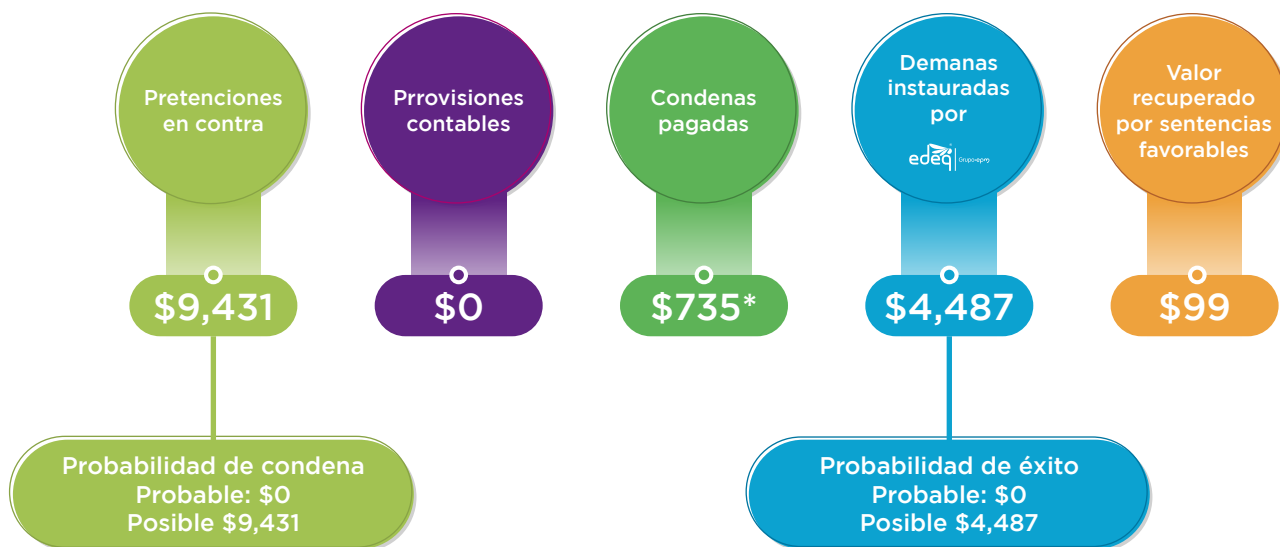 Pretenciones
en contra
$9,431
Probabilidad de condena
Probable: $0
Posible $9,431
Prrovisiones
contables
$0
Condenas
pagadas
$735*
Demanas
instauradas
por
edeq Grupo·epm
$4,487
Probabilidad de éxito
Probable: $0
Posible $4,487
Valor
recuperado
por sentencias
favorables
$99